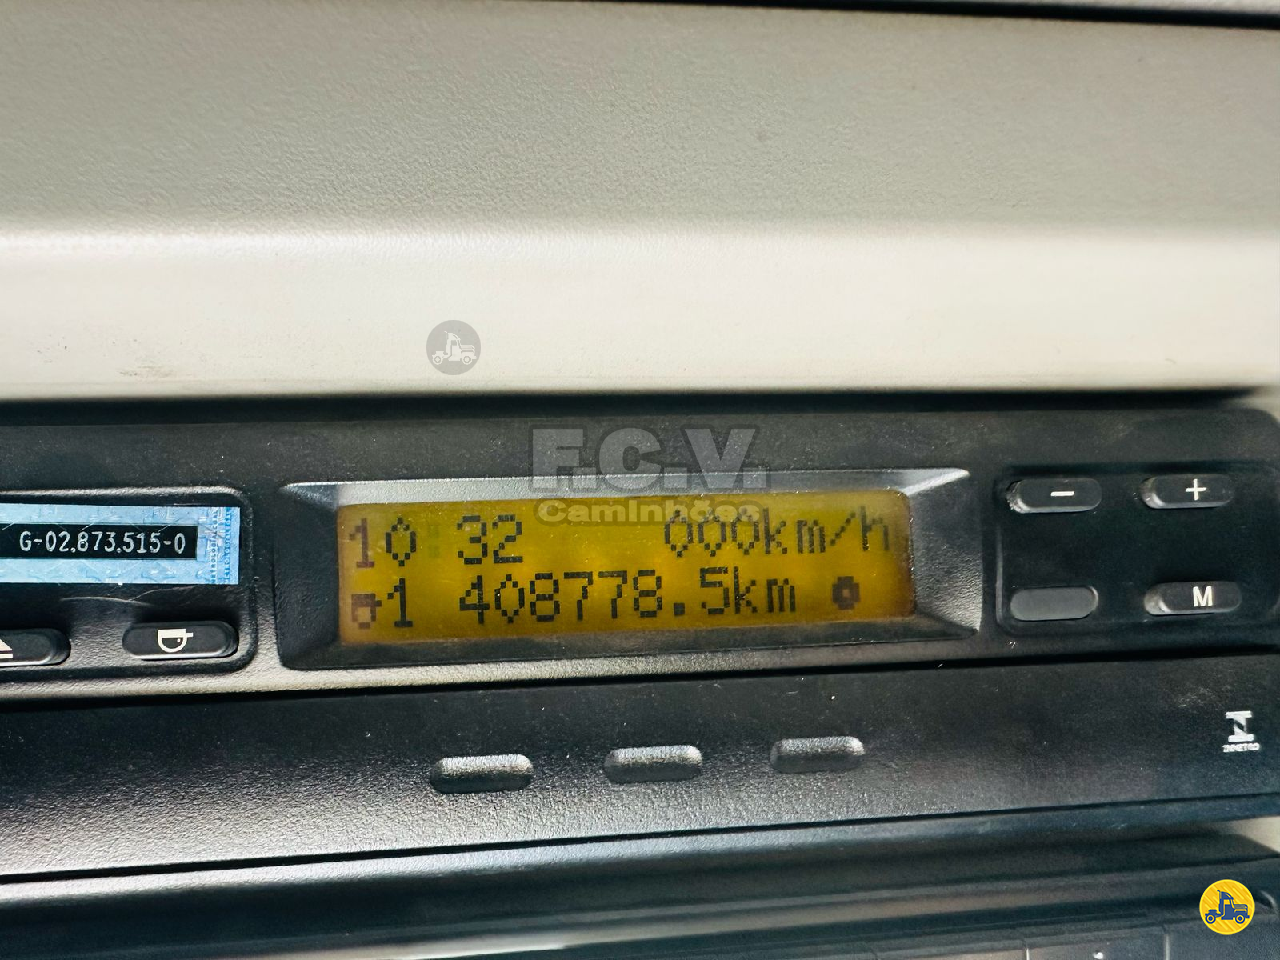 F.C.V.
Caminhões
G-02.873.515-0
10:32 000km/h
1 408778.5km
- +
M
INMETRO